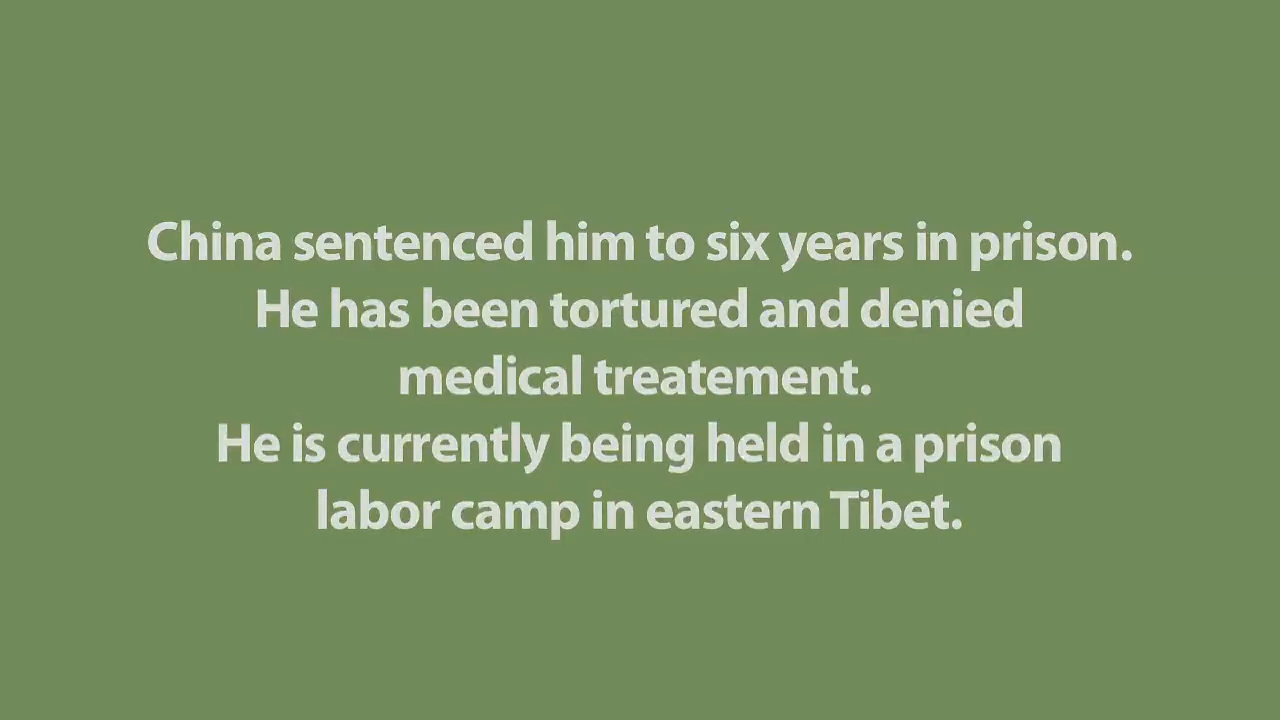 China sentenced him to six years in prison.
He has been tortured and denied
medical treatement.
He is currently being held in a prison
labor camp in eastern Tibet.